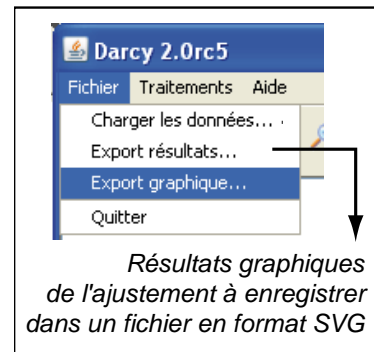 Darcy 2.0rc5
Fichier Traitements Aide
Charger les données...
Export résultats...
Export graphique...
Quitter
Résultats graphiques
de l'ajustement à enregistrer
dans un fichier en format SVG